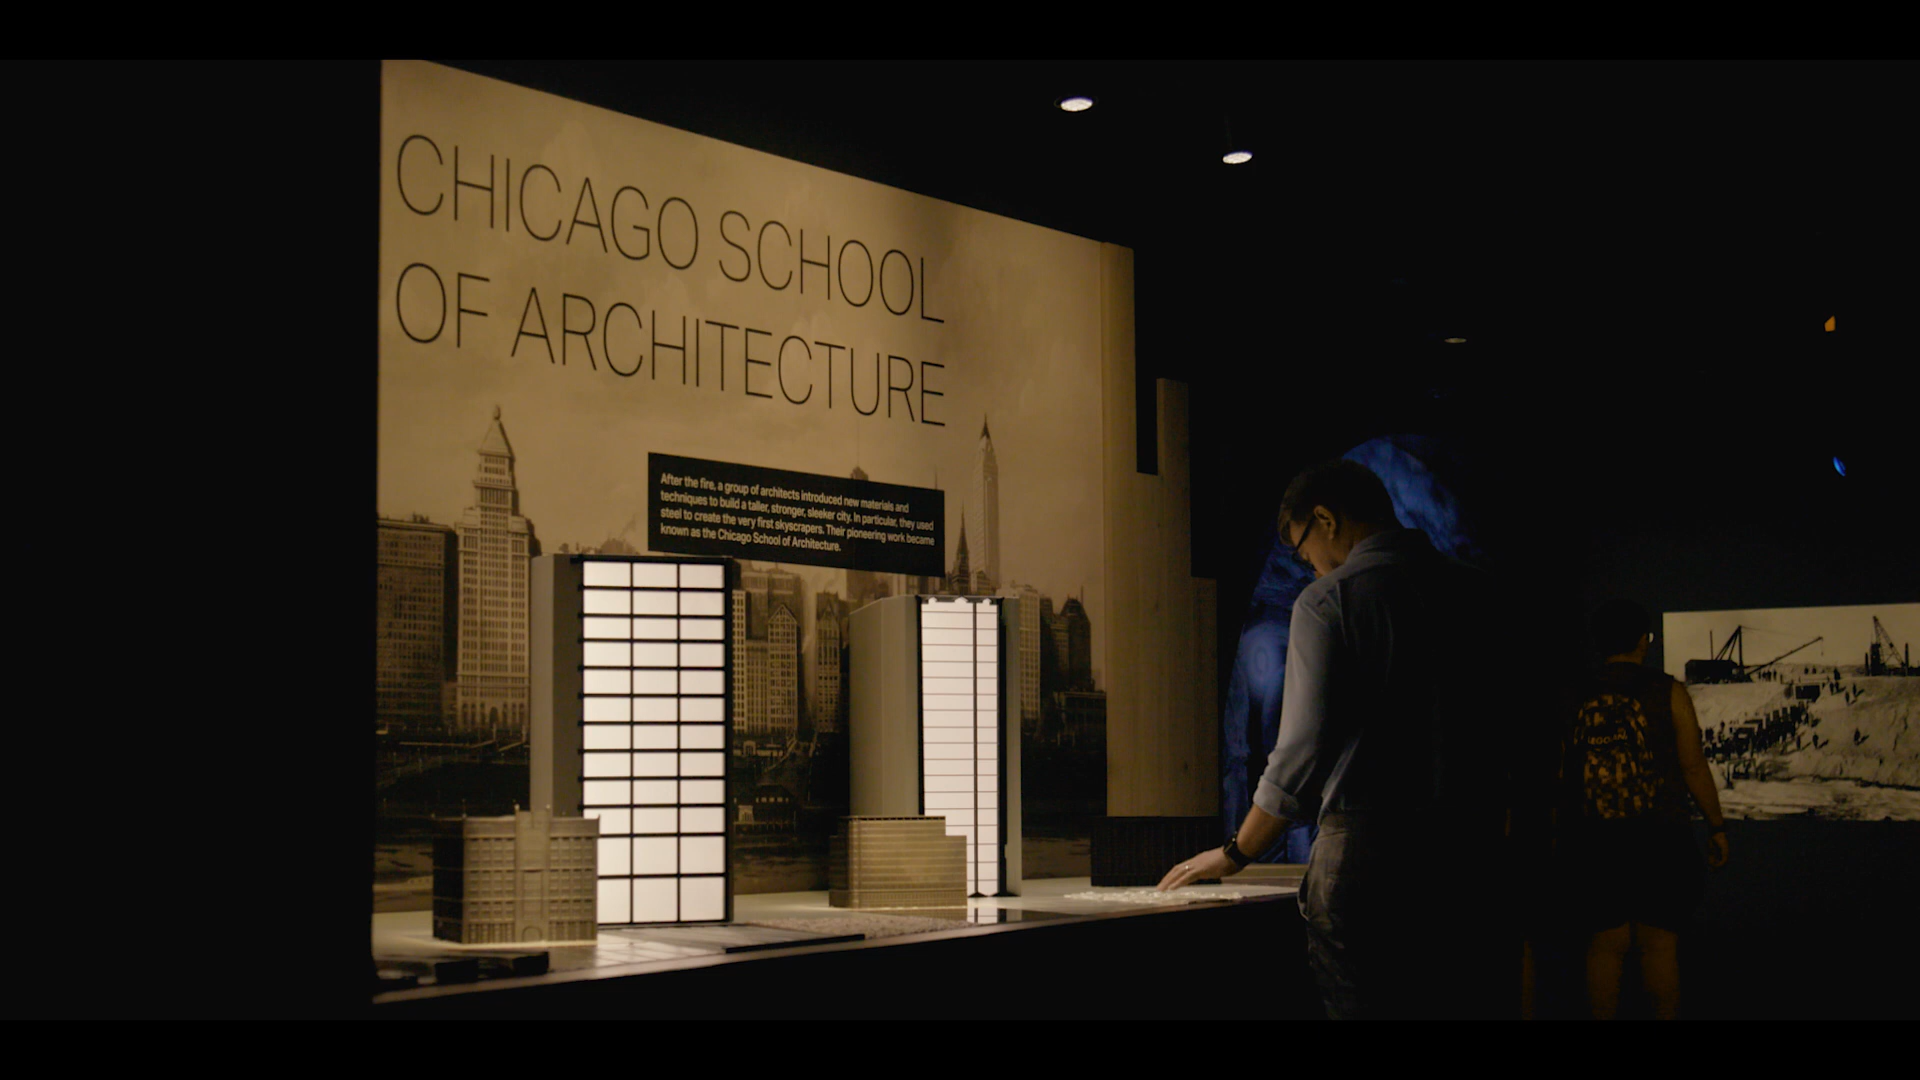 CHICAGO SCHOOL
OF ARCHITECTURE
After the fire, a group of architects introduced new materials and
techniques to build a taller, stronger, sleeker city. In particular, they used
steel to create the very first skyscrapers. Their pioneering work became
known as the Chicago School of Architecture.